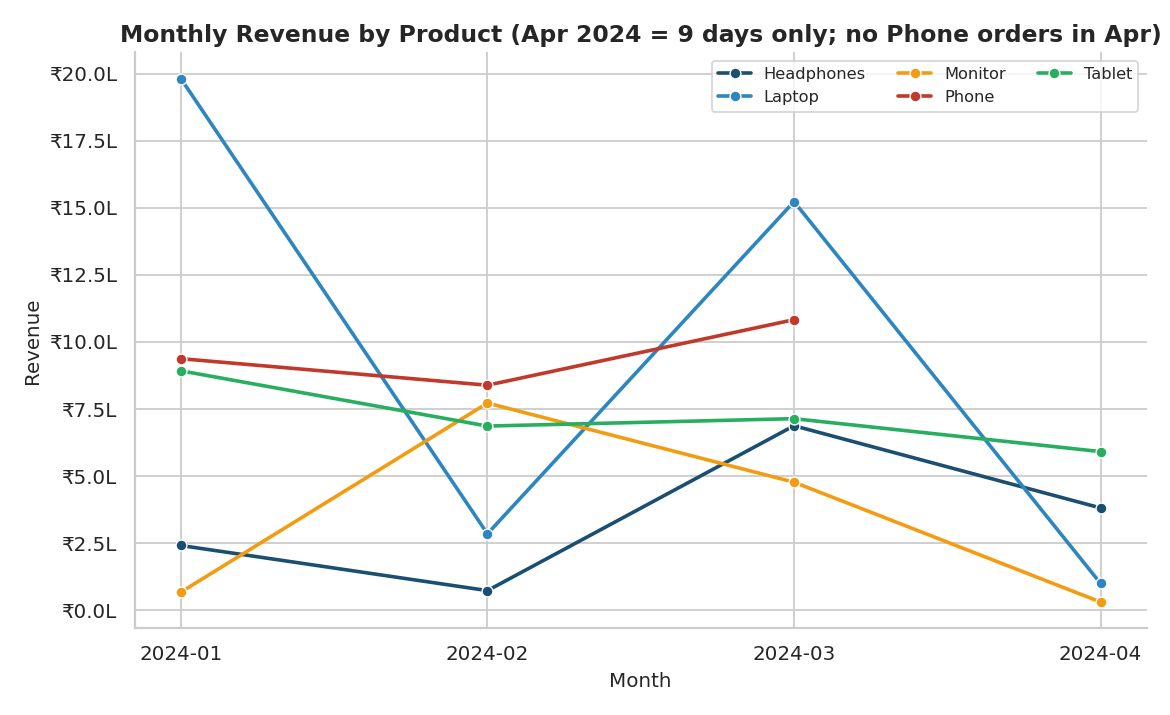 Monthly Revenue by Product (Apr 2024 = 9 days only; no Phone orders in Apr)
Headphones Monitor Tablet
Laptop Phone
₹20.0L
₹17.5L
₹15.0L
₹12.5L
₹10.0L
₹7.5L
₹5.0L
₹2.5L
₹0.0L
Revenue
2024-01 2024-02 2024-03 2024-04
Month